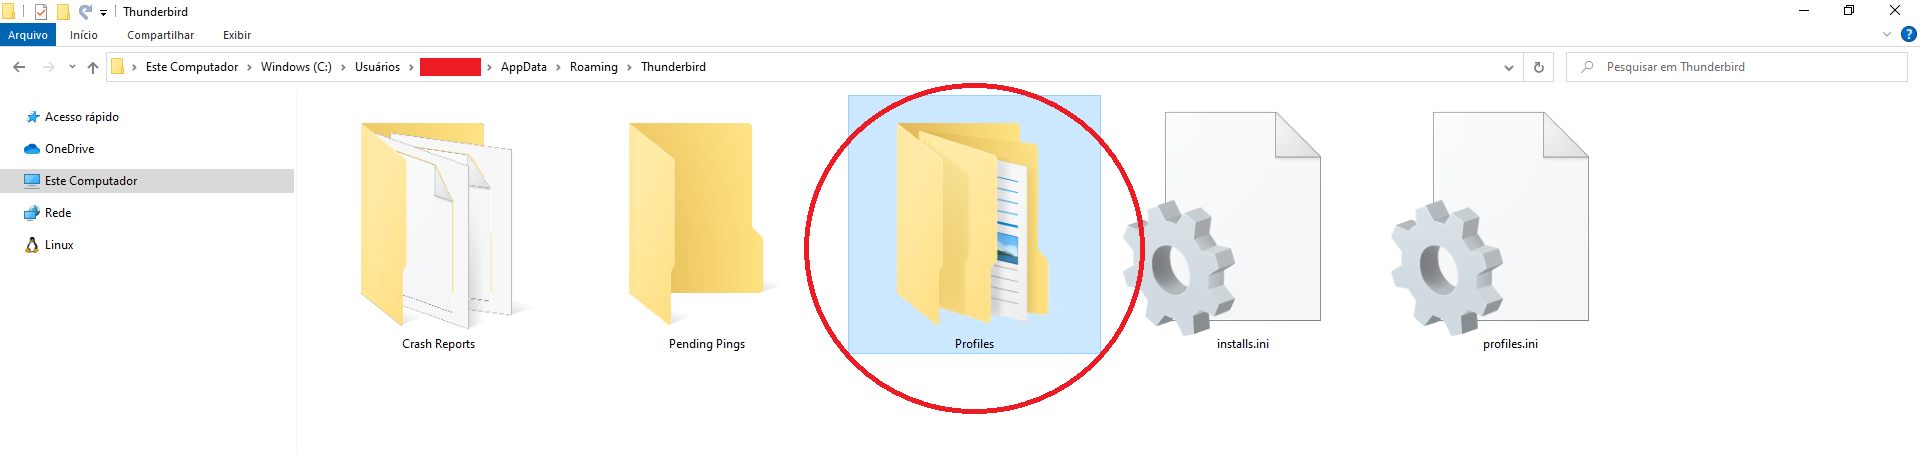 Thunderbird
Arquivo Início Compartilhar Exibir ?
Este Computador Windows (C:) Usuários AppData Roaming Thunderbird Pesquisar em Thunderbird
Acesso rápido
OneDrive
Este Computador
Rede
Linux
Crash Reports Pending Pings Profiles installs.ini profiles.ini